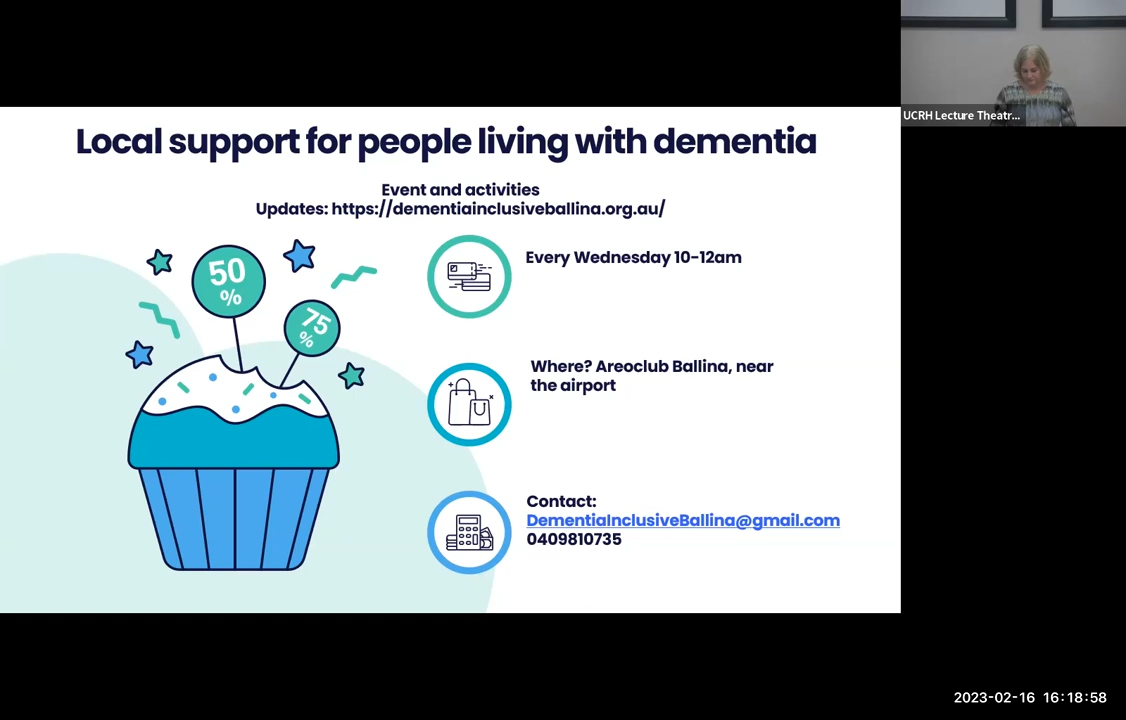 Local support for people living with dementia
Event and activities
Updates: https://dementiainclusiveballina.org.au/
50
%
75
%
Every Wednesday 10-12am
Where? Areoclub Ballina, near
the airport
Contact:
DementiaInclusiveBallina@gmail.com
0409810735
UCRH Lecture Theatr...
2023-02-16 16:18:58